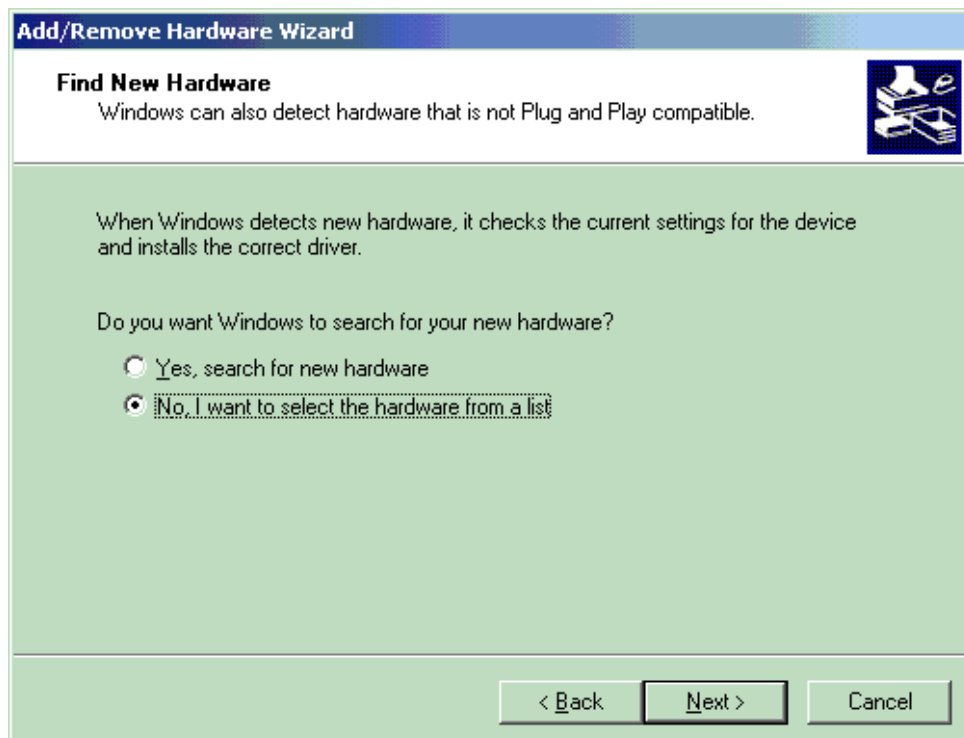 Add/Remove Hardware Wizard
Find New Hardware
Windows can also detect hardware that is not Plug and Play compatible.
When Windows detects new hardware, it checks the current settings for the device
and installs the correct driver.
Do you want Windows to search for your new hardware?
Yes, search for new hardware
No, I want to select the hardware from a list
< Back Next > Cancel